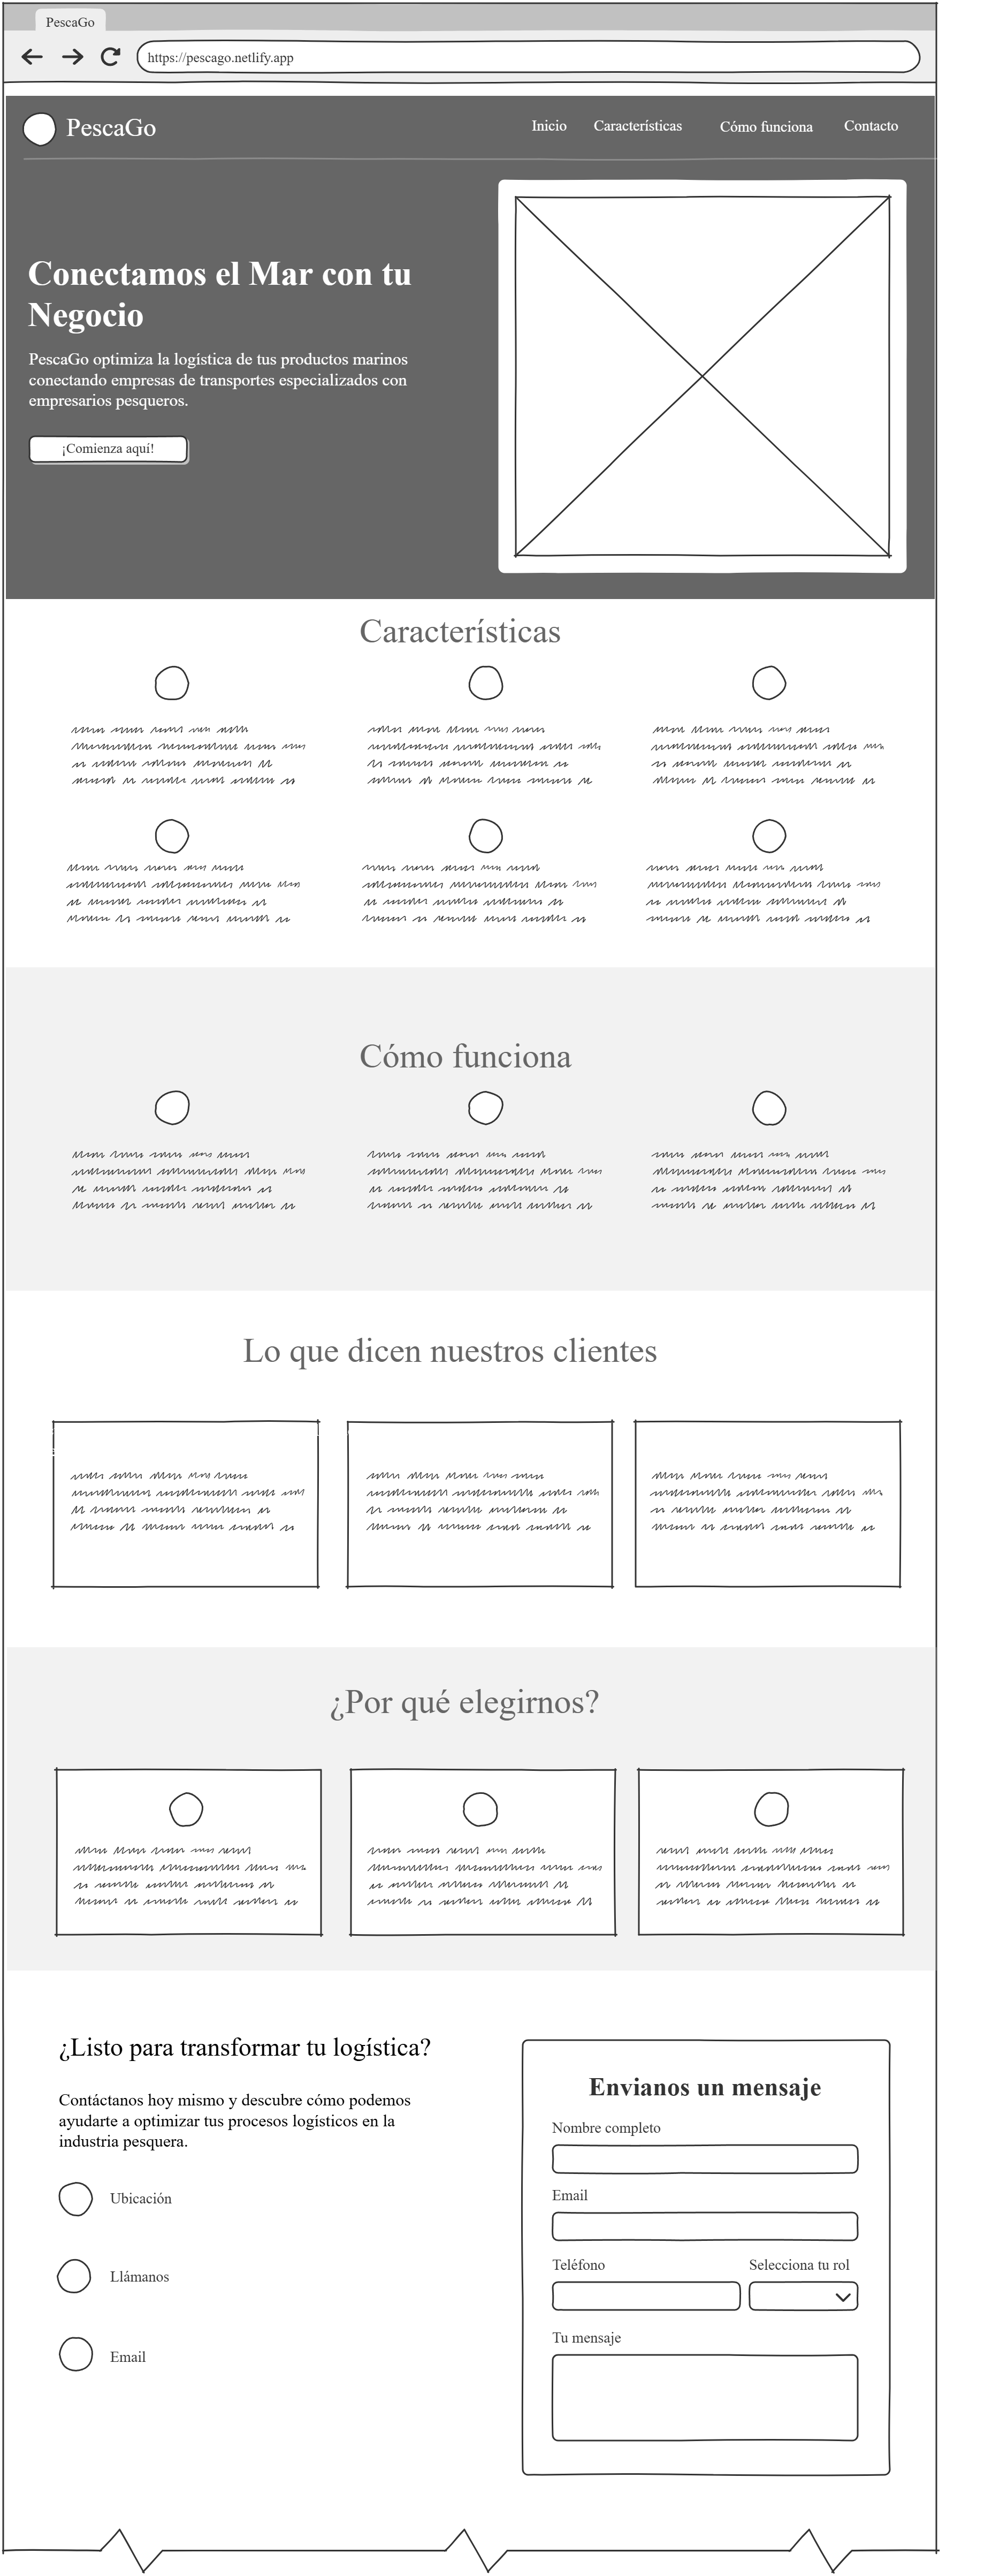 PescaGo
https://pescago.netlify.app
PescaGo
Inicio
Características
Cómo funciona
Contacto
Conectamos el Mar con tu
Negocio
PescaGo optimiza la logística de tus productos marinos
conectando empresas de transportes especializados con
empresarios pesqueros.
¡Comienza aquí!
Características
Cómo funciona
Lo que dicen nuestros clientes
¿Por qué elegirnos?
¿Listo para transformar tu logística?
Contáctanos hoy mismo y descubre cómo podemos
ayudarte a optimizar tus procesos logísticos en la
industria pesquera.
Ubicación
Llámanos
Email
Envianos un mensaje
Nombre completo
Email
Teléfono
Selecciona tu rol
Tu mensaje